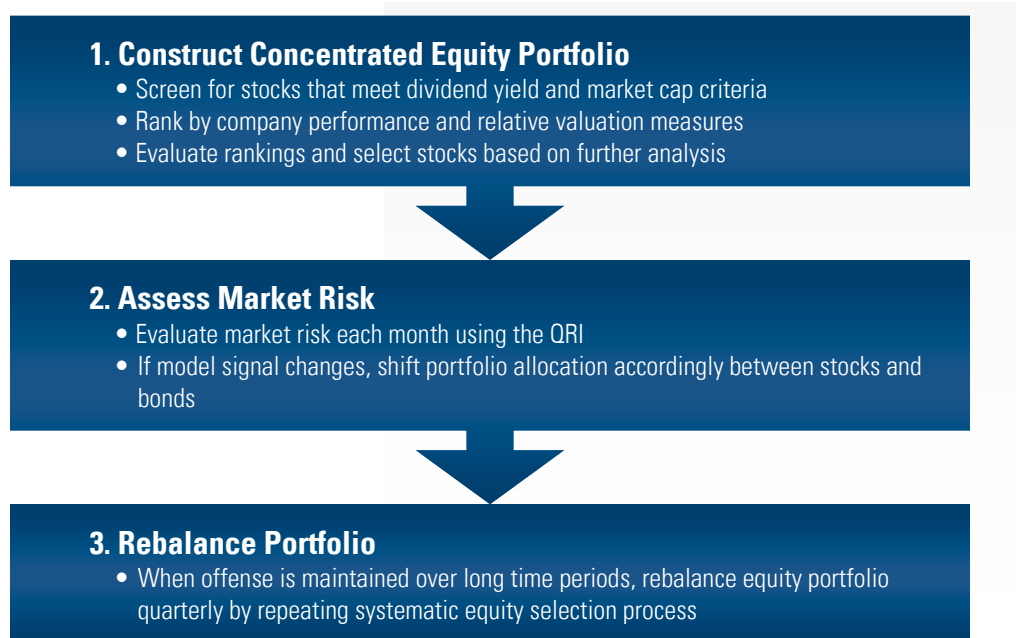 1. Construct Concentrated Equity Portfolio
• Screen for stocks that meet dividend yield and market cap criteria
• Rank by company performance and relative valuation measures
• Evaluate rankings and select stocks based on further analysis
2. Assess Market Risk
• Evaluate market risk each month using the QRI
• If model signal changes, shift portfolio allocation accordingly between stocks and
bonds
3. Rebalance Portfolio
• When offense is maintained over long time periods, rebalance equity portfolio
quarterly by repeating systematic equity selection process